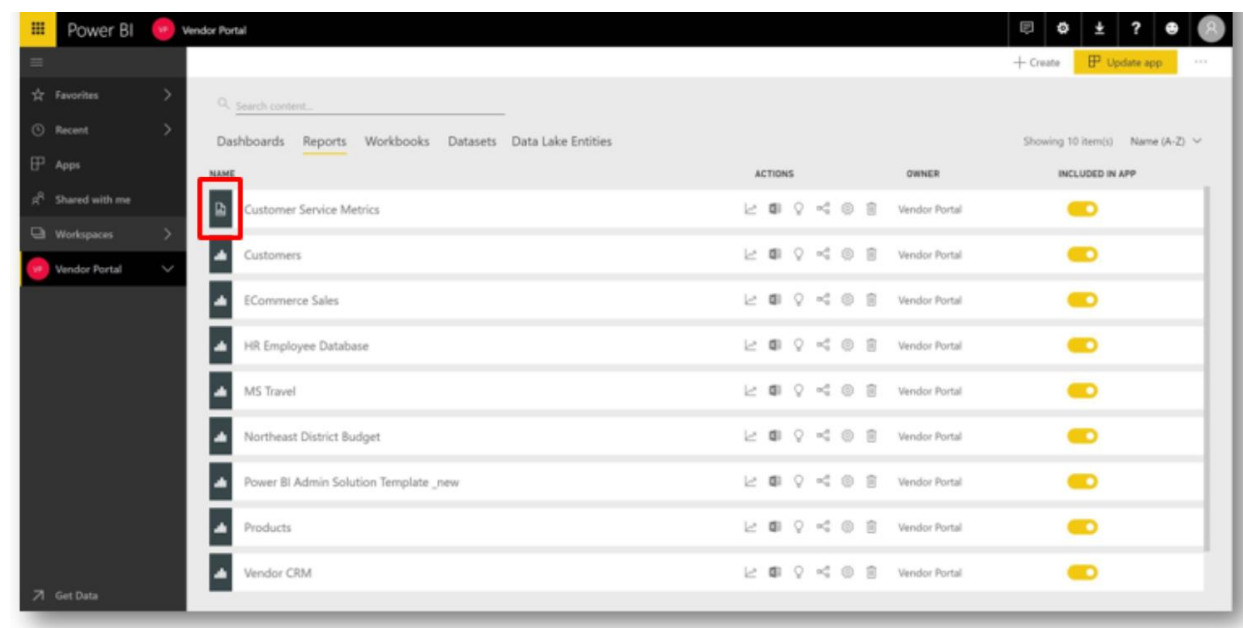 Power BI VP Vendor Portal
+ Create Update app ...
Favorites
Recent
Apps
Shared with me
Workspaces
VP Vendor Portal
Get Data
Search content...
Dashboards Reports Workbooks Datasets Data Lake Entities Showing 10 item(s) Name (A-Z)
NAME ACTIONS OWNER INCLUDED IN APP
Customer Service Metrics Vendor Portal
Customers Vendor Portal
ECommerce Sales Vendor Portal
HR Employee Database Vendor Portal
MS Travel Vendor Portal
Northeast District Budget Vendor Portal
Power BI Admin Solution Template _new Vendor Portal
Products Vendor Portal
Vendor CRM Vendor Portal